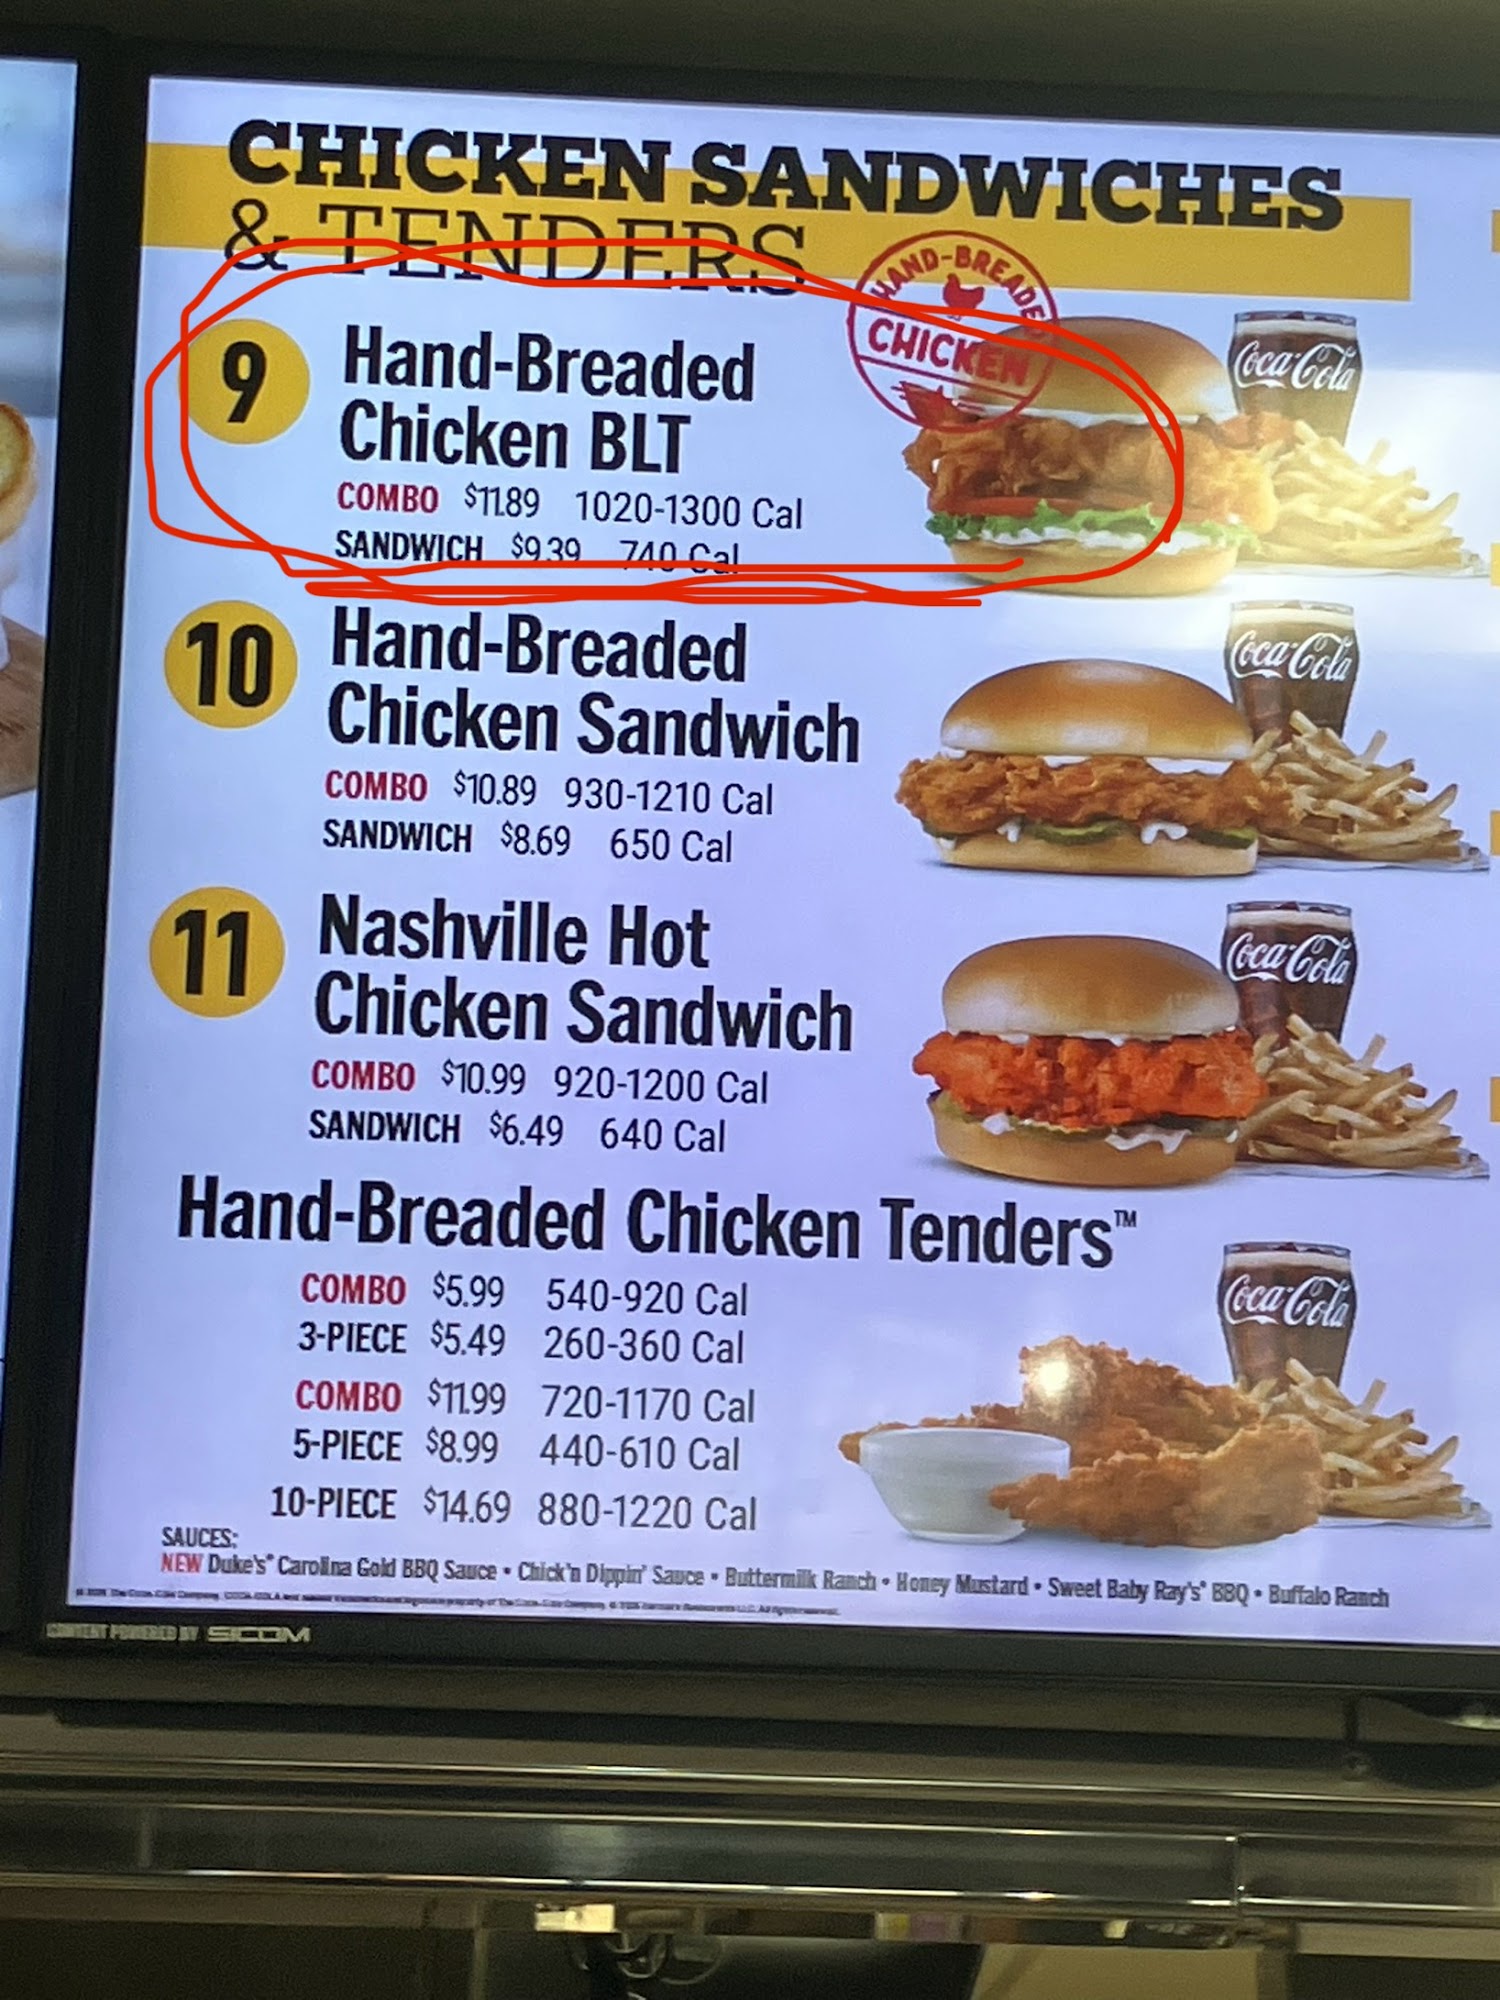 CHICKEN SANDWICHES
& TENDERS
HAND-BREADED
CHICKEN
9
Hand-Breaded
Chicken BLT
COMBO $11.89 1020-1300 Cal
SANDWICH $9.39 740 Cal
Coca-Cola
10
Hand-Breaded
Chicken Sandwich
COMBO $10.89 930-1210 Cal
SANDWICH $8.69 650 Cal
Coca-Cola
11
Nashville Hot
Chicken Sandwich
COMBO $10.99 920-1200 Cal
SANDWICH $6.49 640 Cal
Coca-Cola
Hand-Breaded Chicken Tenders™
COMBO $5.99 540-920 Cal
3-PIECE $5.49 260-360 Cal
COMBO $11.99 720-1170 Cal
5-PIECE $8.99 440-610 Cal
10-PIECE $14.69 880-1220 Cal
Coca-Cola
SAUCES:
NEW Duke's® Carolina Gold BBQ Sauce • Chick'n Dippin' Sauce • Buttermilk Ranch • Honey Mustard • Sweet Baby Ray's® BBQ • Buffalo Ranch
CONTENT POWERED BY SICOM